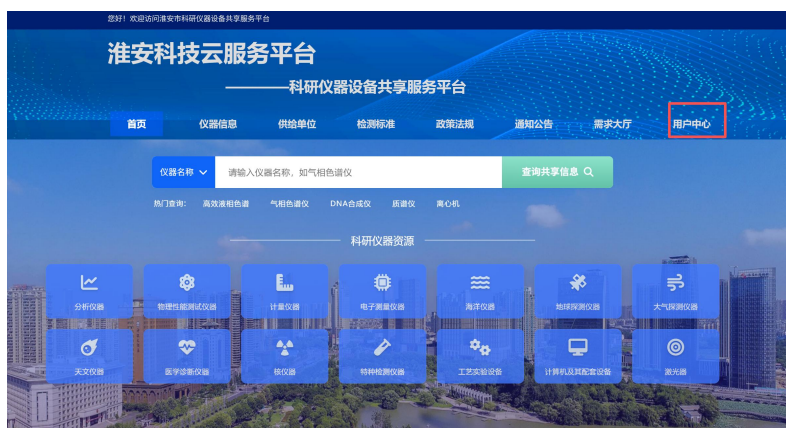 您好！欢迎访问淮安市科研仪器设备共享服务平台
淮安科技云服务平台
————科研仪器设备共享服务平台
首页 仪器信息 供给单位 检测标准 政策法规 通知公告 需求大厅 用户中心
仪器名称 请输入仪器名称，如气相色谱仪 查询共享信息
热门查询: 高效液相色谱 气相色谱仪 DNA合成仪 质谱仪 离心机
科研仪器资源
分析仪器 物理性能测试仪器 计量仪器 电子测量仪器 海洋仪器 地球探测仪器 大气探测仪器
天文仪器 医学诊断仪器 核仪器 特种检测仪器 工艺实验设备 计算机及其配套设备 激光器